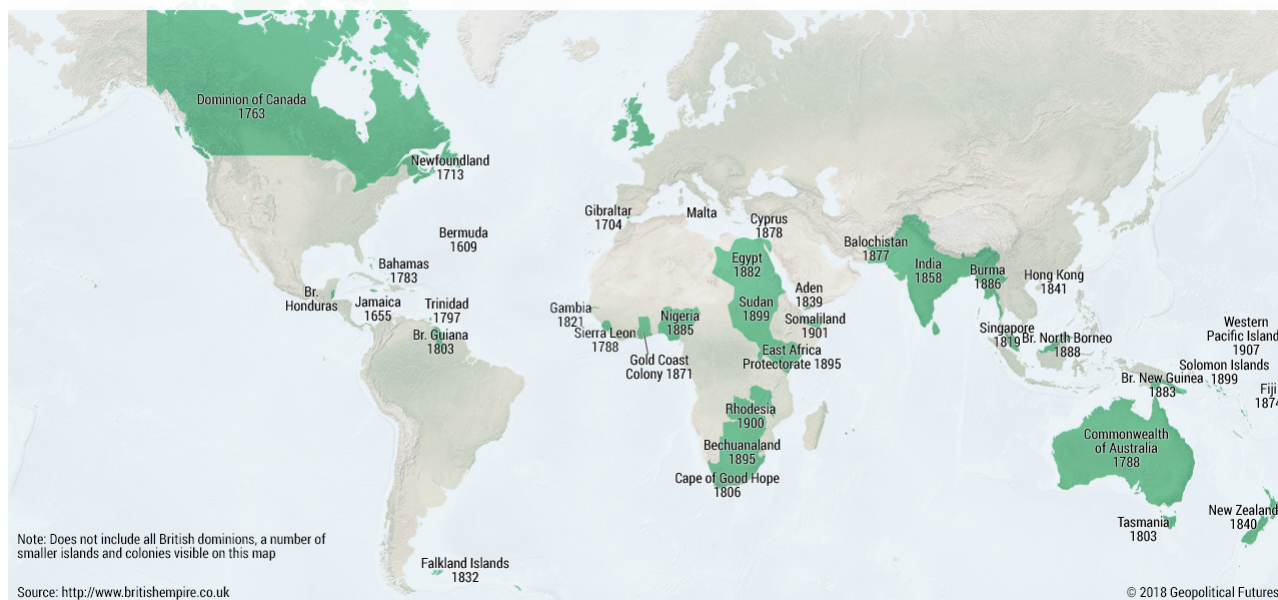 Dominion of Canada
1763
Newfoundland
1713
Bermuda
1609
Bahamas
1783
Br.
Honduras
Jamaica
1655
Trinidad
1797
Br. Guiana
1803
Falkland Islands
1832
Gibraltar
1704
Malta
Cyprus
1878
Egypt
1882
Sudan
1899
Aden
1839
Somaliland
1901
Gambia
1821
Sierra Leon
1788
Nigeria
1885
Gold Coast
Colony 1871
East Africa
Protectorate 1895
Rhodesia
1900
Bechuanaland
1895
Cape of Good Hope
1806
Balochistan
1877
India
1858
Burma
1886
Hong Kong
1841
Singapore
1819
Br. North Borneo
1888
Western
Pacific Island
1907
Solomon Islands
1899
Br. New Guinea
1883
Fiji
187
Commonwealth
of Australia
1788
Tasmania
1803
New Zealand
1840
Note: Does not include all British dominions, a number of
smaller islands and colonies visible on this map
Source: http://www.britishempire.co.uk
© 2018 Geopolitical Futures